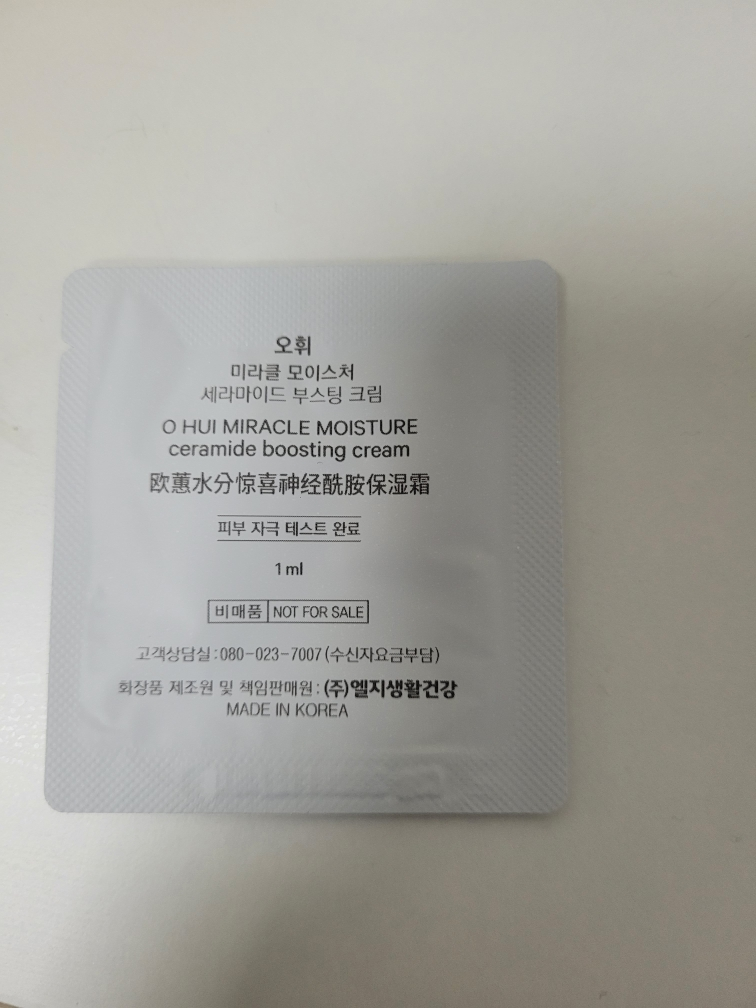 오휘
미라클 모이스처
세라마이드 부스팅 크림
O HUI MIRACLE MOISTURE
ceramide boosting cream
欧蕙水分惊喜神经酰胺保湿霜
피부 자극 테스트 완료
1 ml
비매품 NOT FOR SALE
고객상담실:080-023-7007(수신자요금부담)
화장품 제조원 및 책임판매원:(주)엘지생활건강
MADE IN KOREA